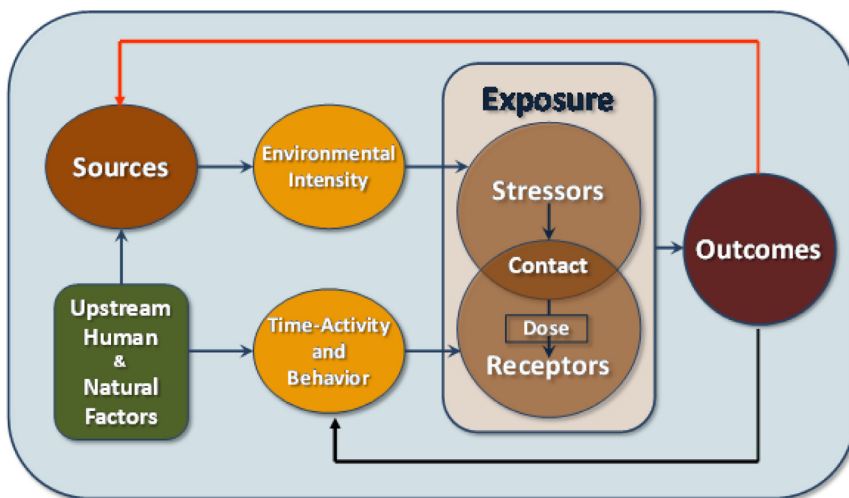 Exposure
Sources
Environmental
Intensity
Stressors
Contact
Outcomes
Upstream
Human
&
Natural
Factors
Time-Activity
and
Behavior
Dose
Receptors